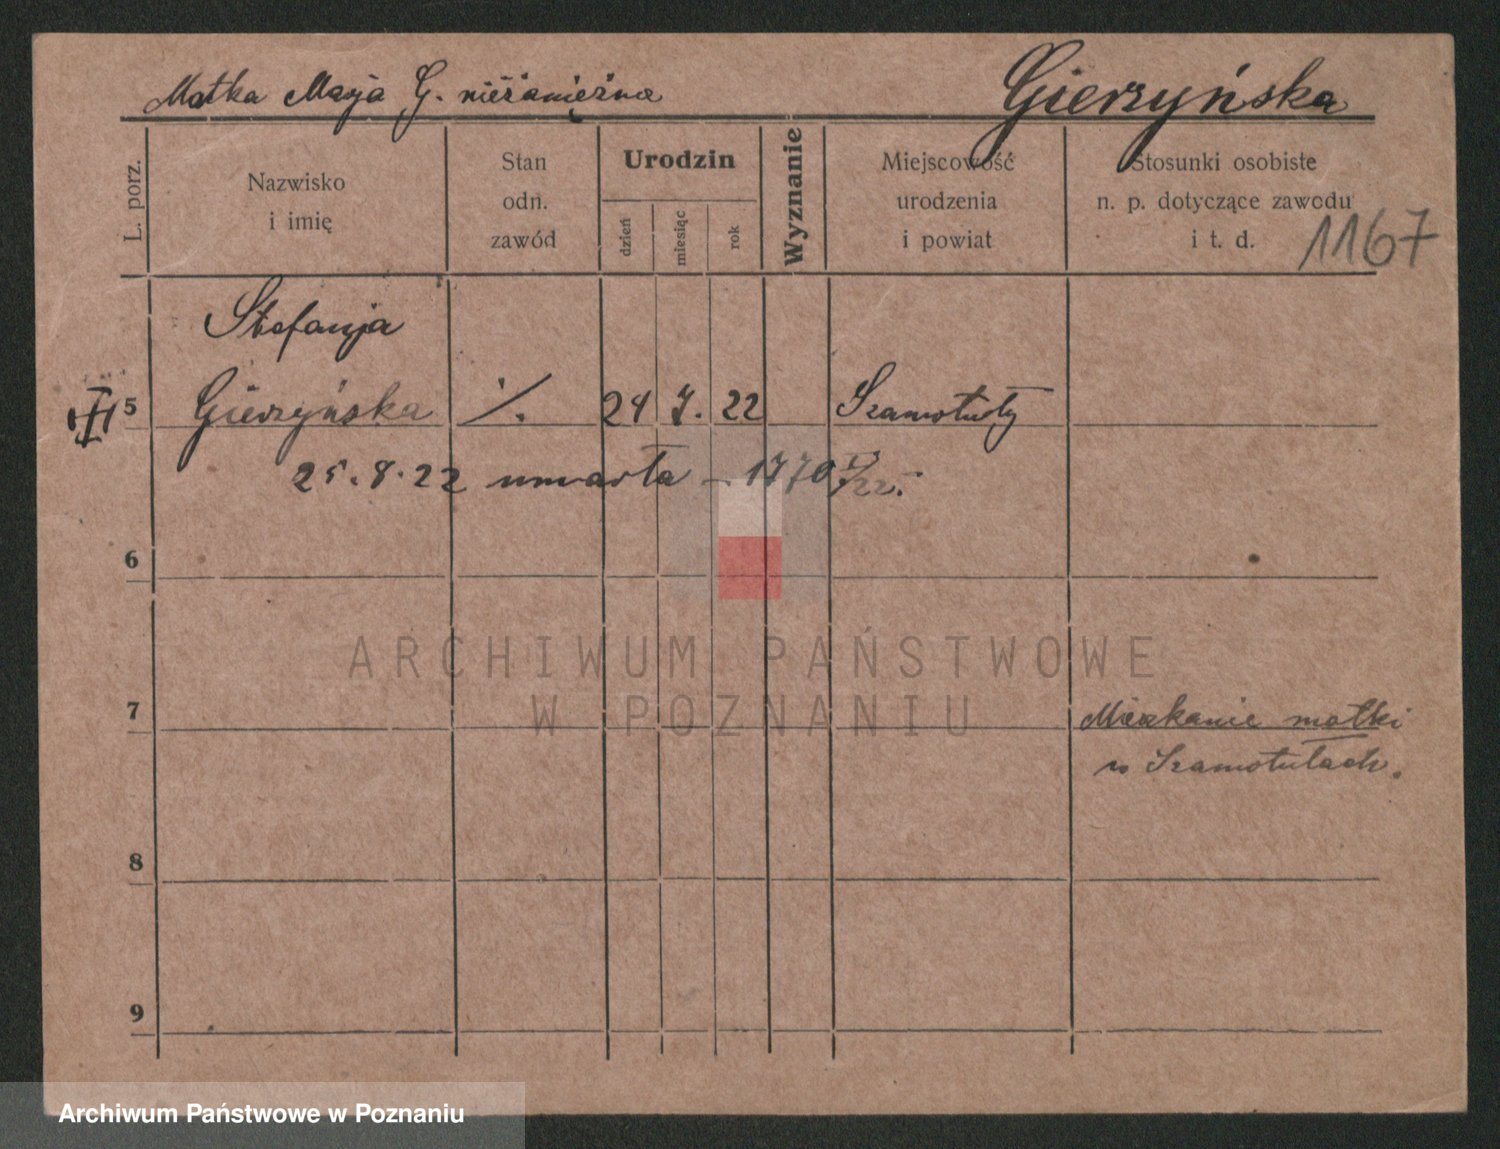 Matka Marja G. niezamężna
Gierzyńska
L. porz.
Nazwisko
i imię
Stan
odn.
zawód
Urodzin
dzień
miesiąc
rok
Wyznanie
Miejscowość
urodzenia
i powiat
Stosunki osobiste
n. p. dotyczące zawodu
i t. d.
1167
Stefanja
5 Gierzyńska ·/. 24 7. 22 Szamotuły
25.8.22 umarła – 1770
6
7
Mieszkanie matki
w Szamotułach.
8
9
ARCHIWUM PAŃSTWOWE
W POZNANIU
Archiwum Państwowe w Poznaniu